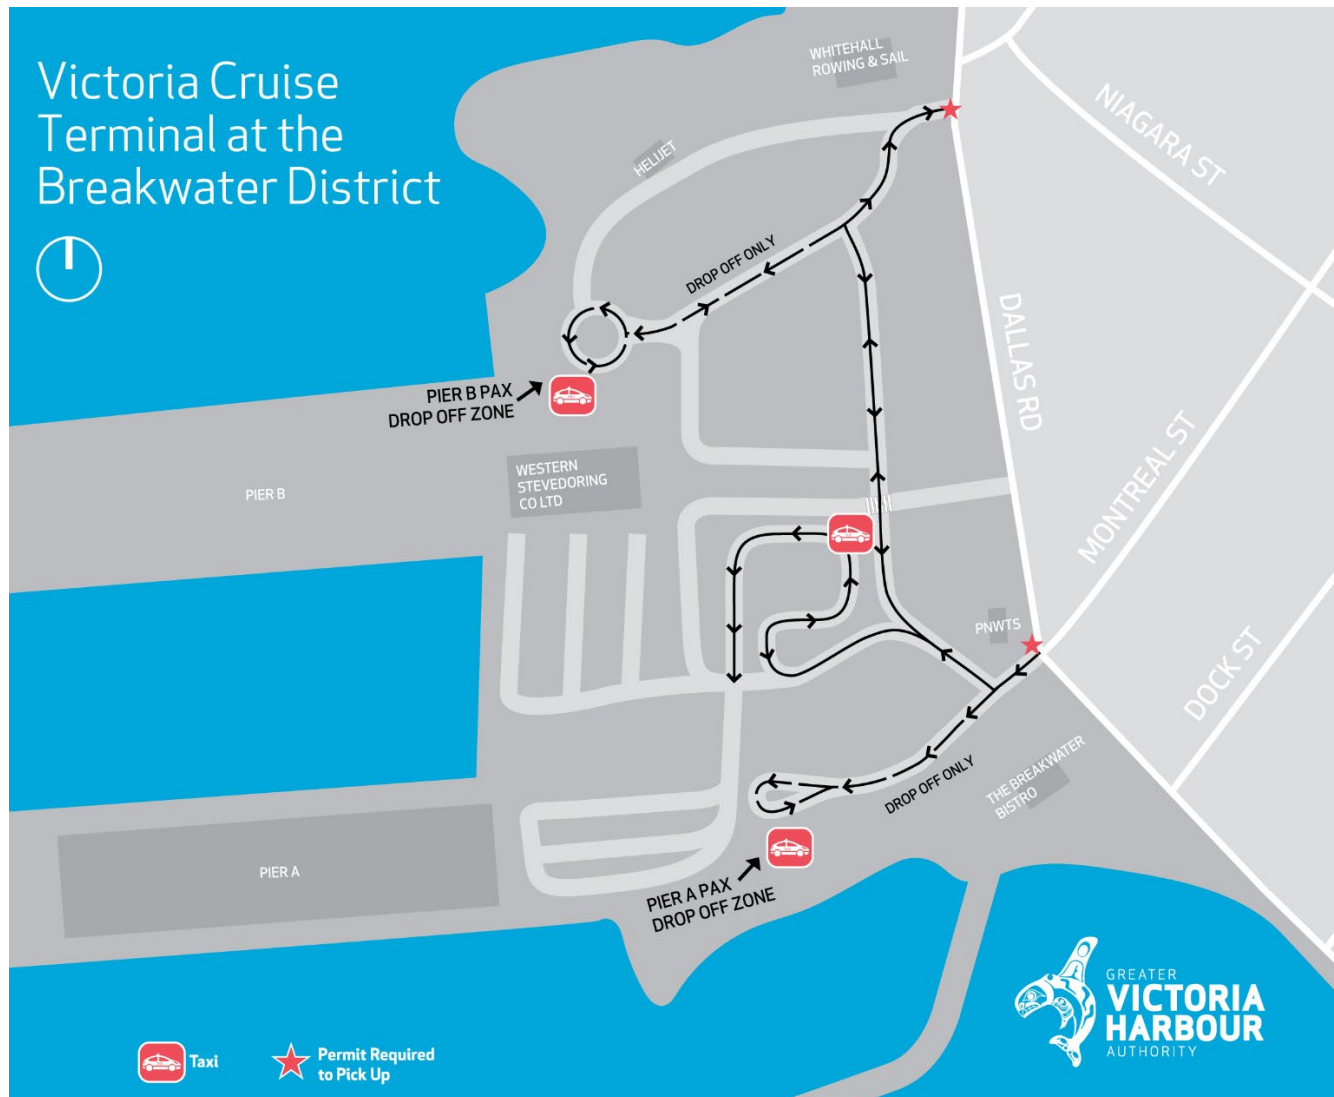 Victoria Cruise
Terminal at the
Breakwater District
WHITEHALL
ROWING & SAIL
NIAGARA ST
HELIJET
DROP OFF ONLY
DALLAS RD
PIER B PAX
DROP OFF ZONE
MONTREAL ST
WESTERN
STEVEDORING
CO LTD
PIER B
PNWTS
DOCK ST
THE BREAKWATER
BISTRO
DROP OFF ONLY
PIER A
PIER A PAX
DROP OFF ZONE
Taxi
Permit Required
to Pick Up
GREATER
VICTORIA
HARBOUR
AUTHORITY